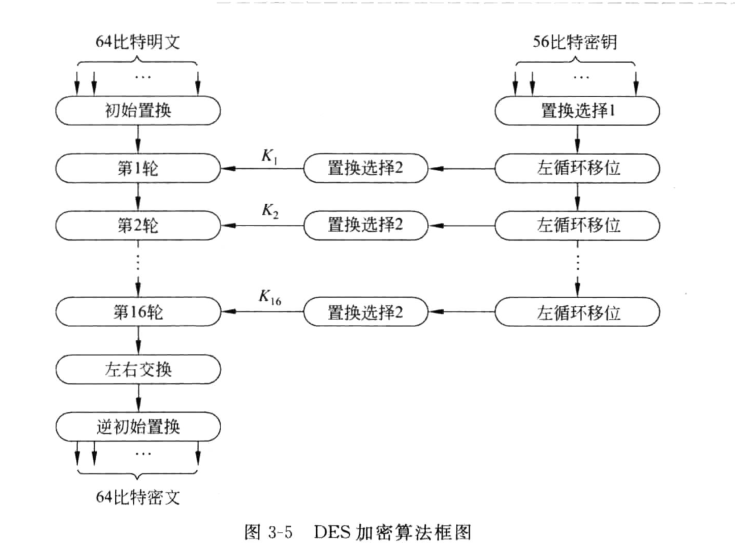 64比特明文 56比特密钥
… …
初始置换 置换选择1
第1轮 K1 置换选择2 左循环移位
第2轮 K2 置换选择2 左循环移位
⋮ ⋮
第16轮 K16 置换选择2 左循环移位
左右交换
逆初始置换
…
64比特密文
图 3-5 DES 加密算法框图